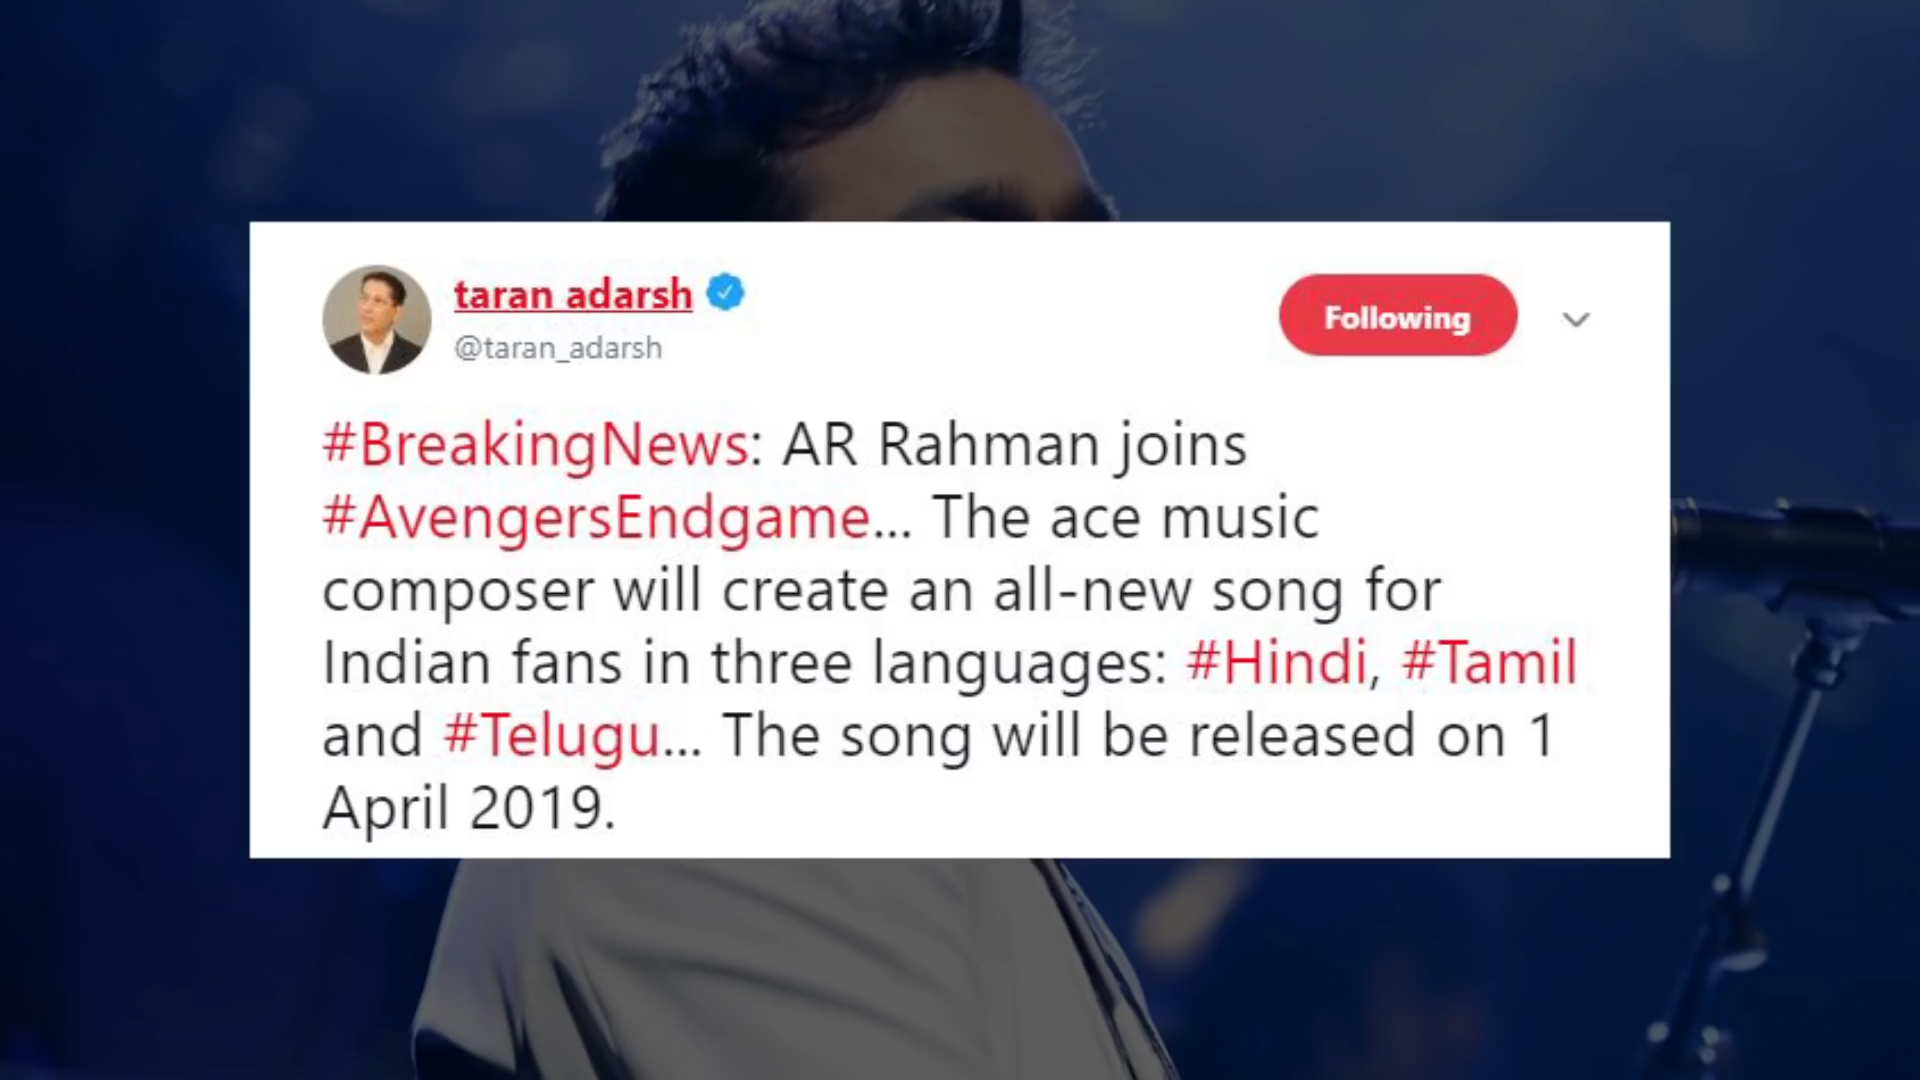 taran adarsh
@taran_adarsh
Following
#BreakingNews: AR Rahman joins
#AvengersEndgame... The ace music
composer will create an all-new song for
Indian fans in three languages: #Hindi, #Tamil
and #Telugu... The song will be released on 1
April 2019.